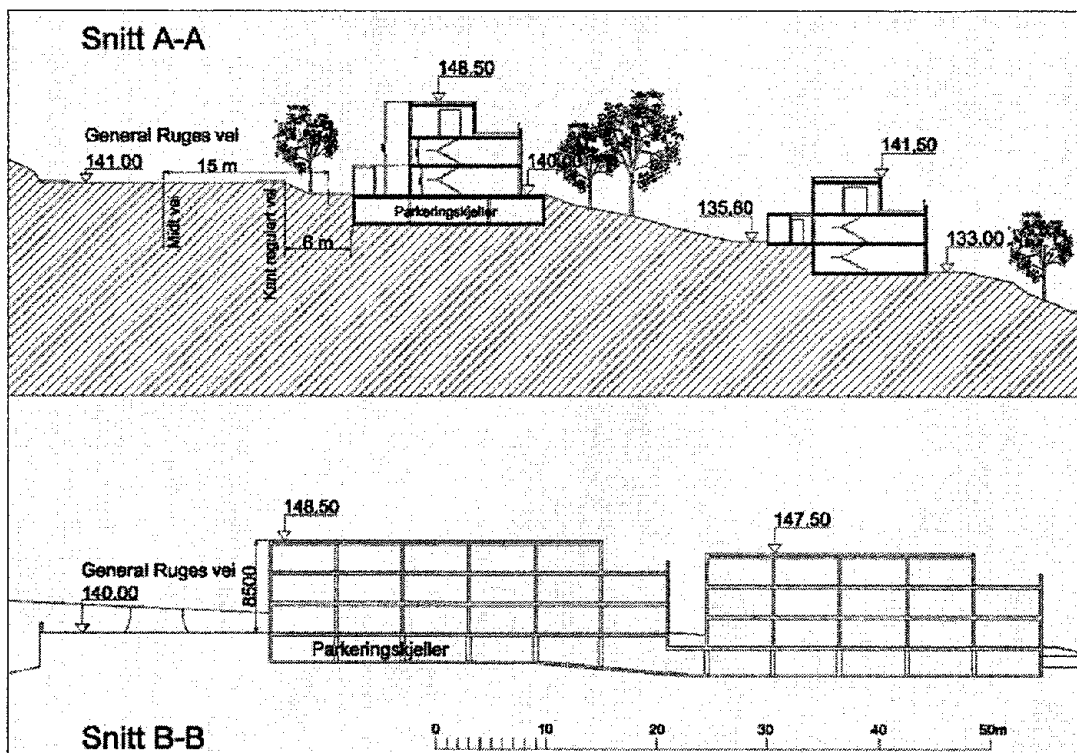 Snitt A-A
148.50
General Ruges vei
141.00
15 m
140.00
141.50
Parkeringskjeller
Midt vei
Kant regulart vei
6 m
135.60
133.00
148.50
147.50
General Ruges vei
140.00
8500
Parkeringskjeller
Snitt B-B
0 10 20 30 40 50m